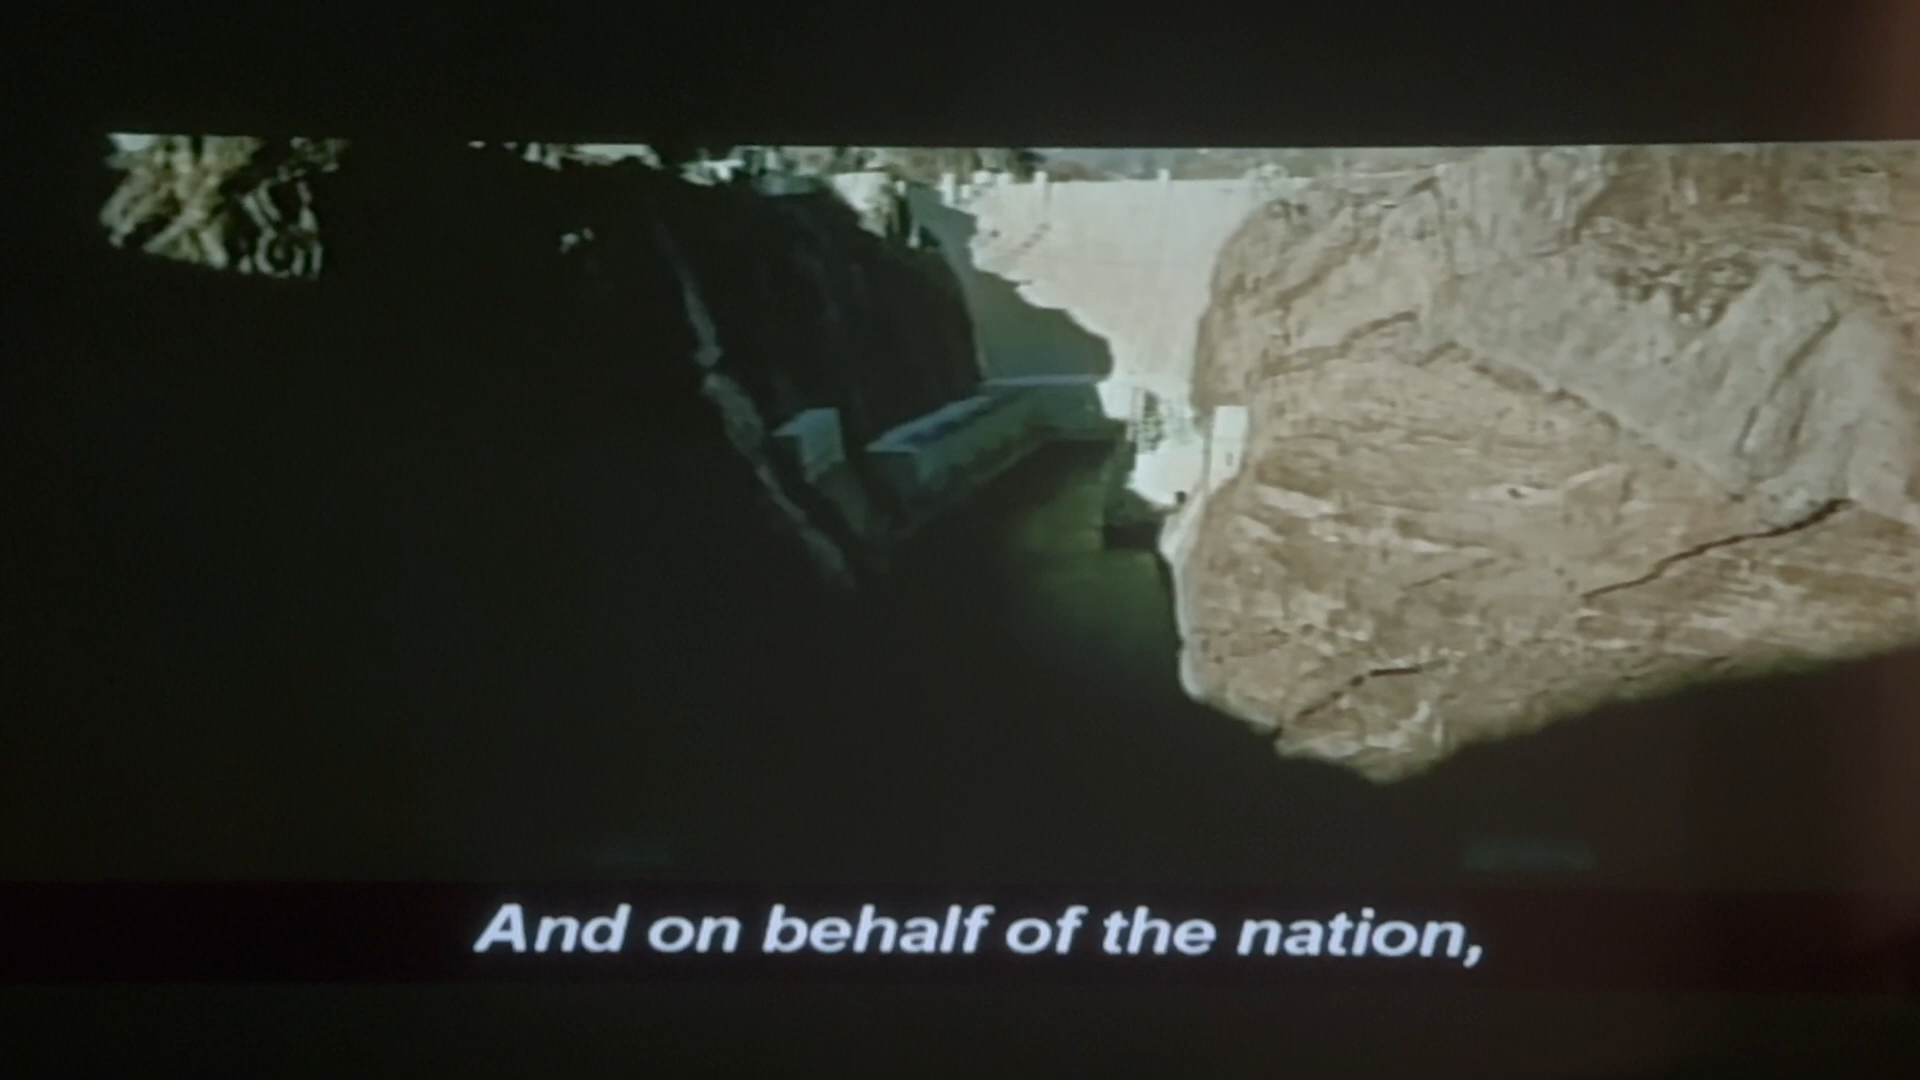 And on behalf of the nation,